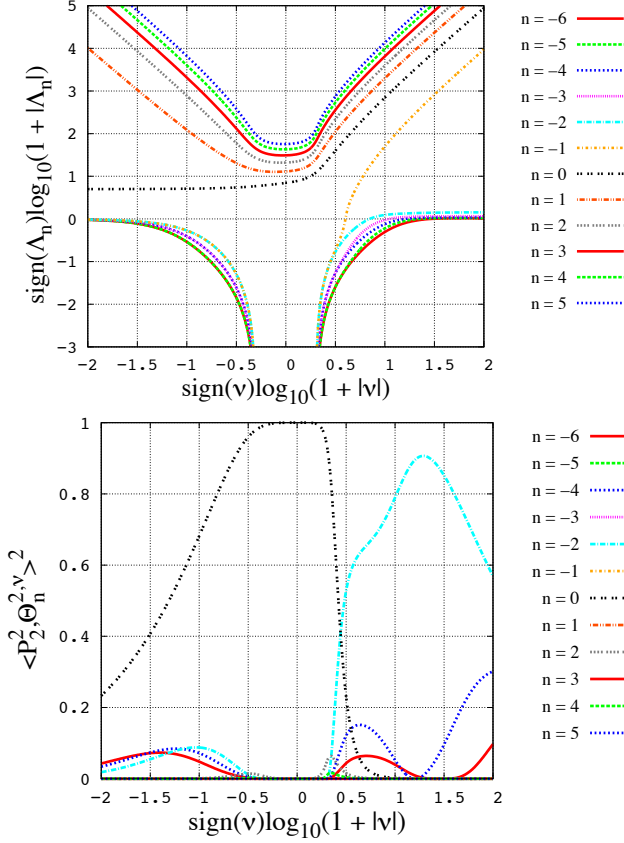 sign(Λn)log10(1 + |Λn|)
5
4
3
2
1
0
−1
−2
−3
−2 −1.5 −1 −0.5 0 0.5 1 1.5 2
sign(ν)log10(1 + |ν|)
n = −6
n = −5
n = −4
n = −3
n = −2
n = −1
n = 0
n = 1
n = 2
n = 3
n = 4
n = 5
<P₂²,Θₙ²,ᵛ>²
1
0.8
0.6
0.4
0.2
0
−2 −1.5 −1 −0.5 0 0.5 1 1.5 2
sign(ν)log10(1 + |ν|)
n = −6
n = −5
n = −4
n = −3
n = −2
n = −1
n = 0
n = 1
n = 2
n = 3
n = 4
n = 5